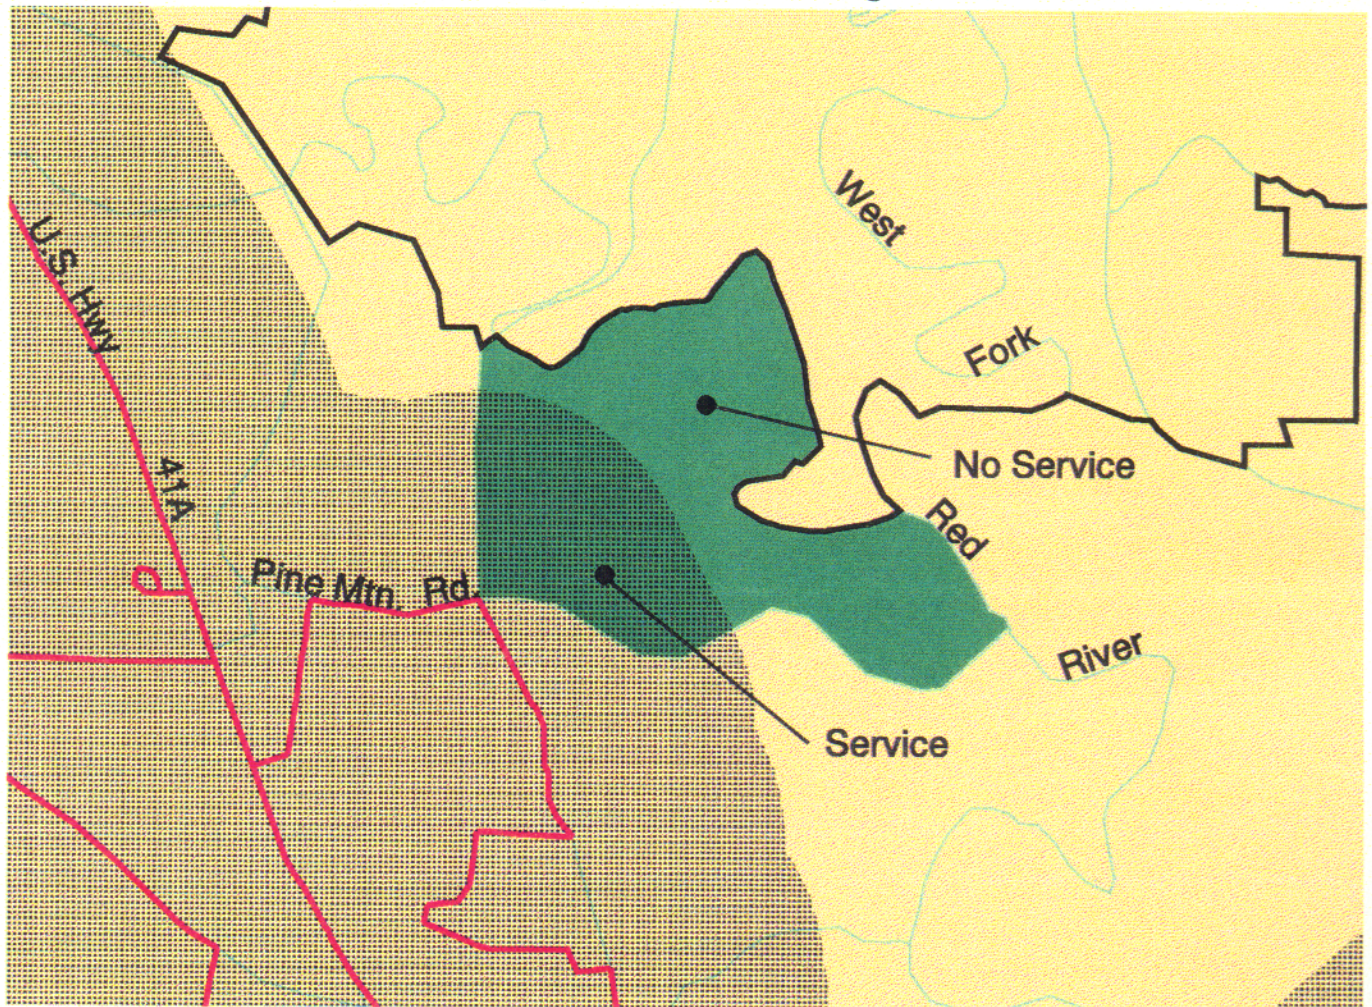 West
U.S. Hwy
Fork
No Service
41A
Red
Pine Mtn. Rd.
River
Service